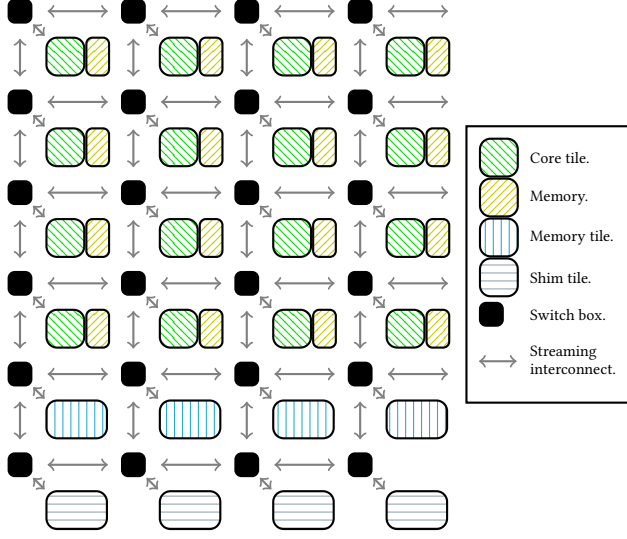 Core tile.
Memory.
Memory tile.
Shim tile.
Switch box.
Streaming
interconnect.